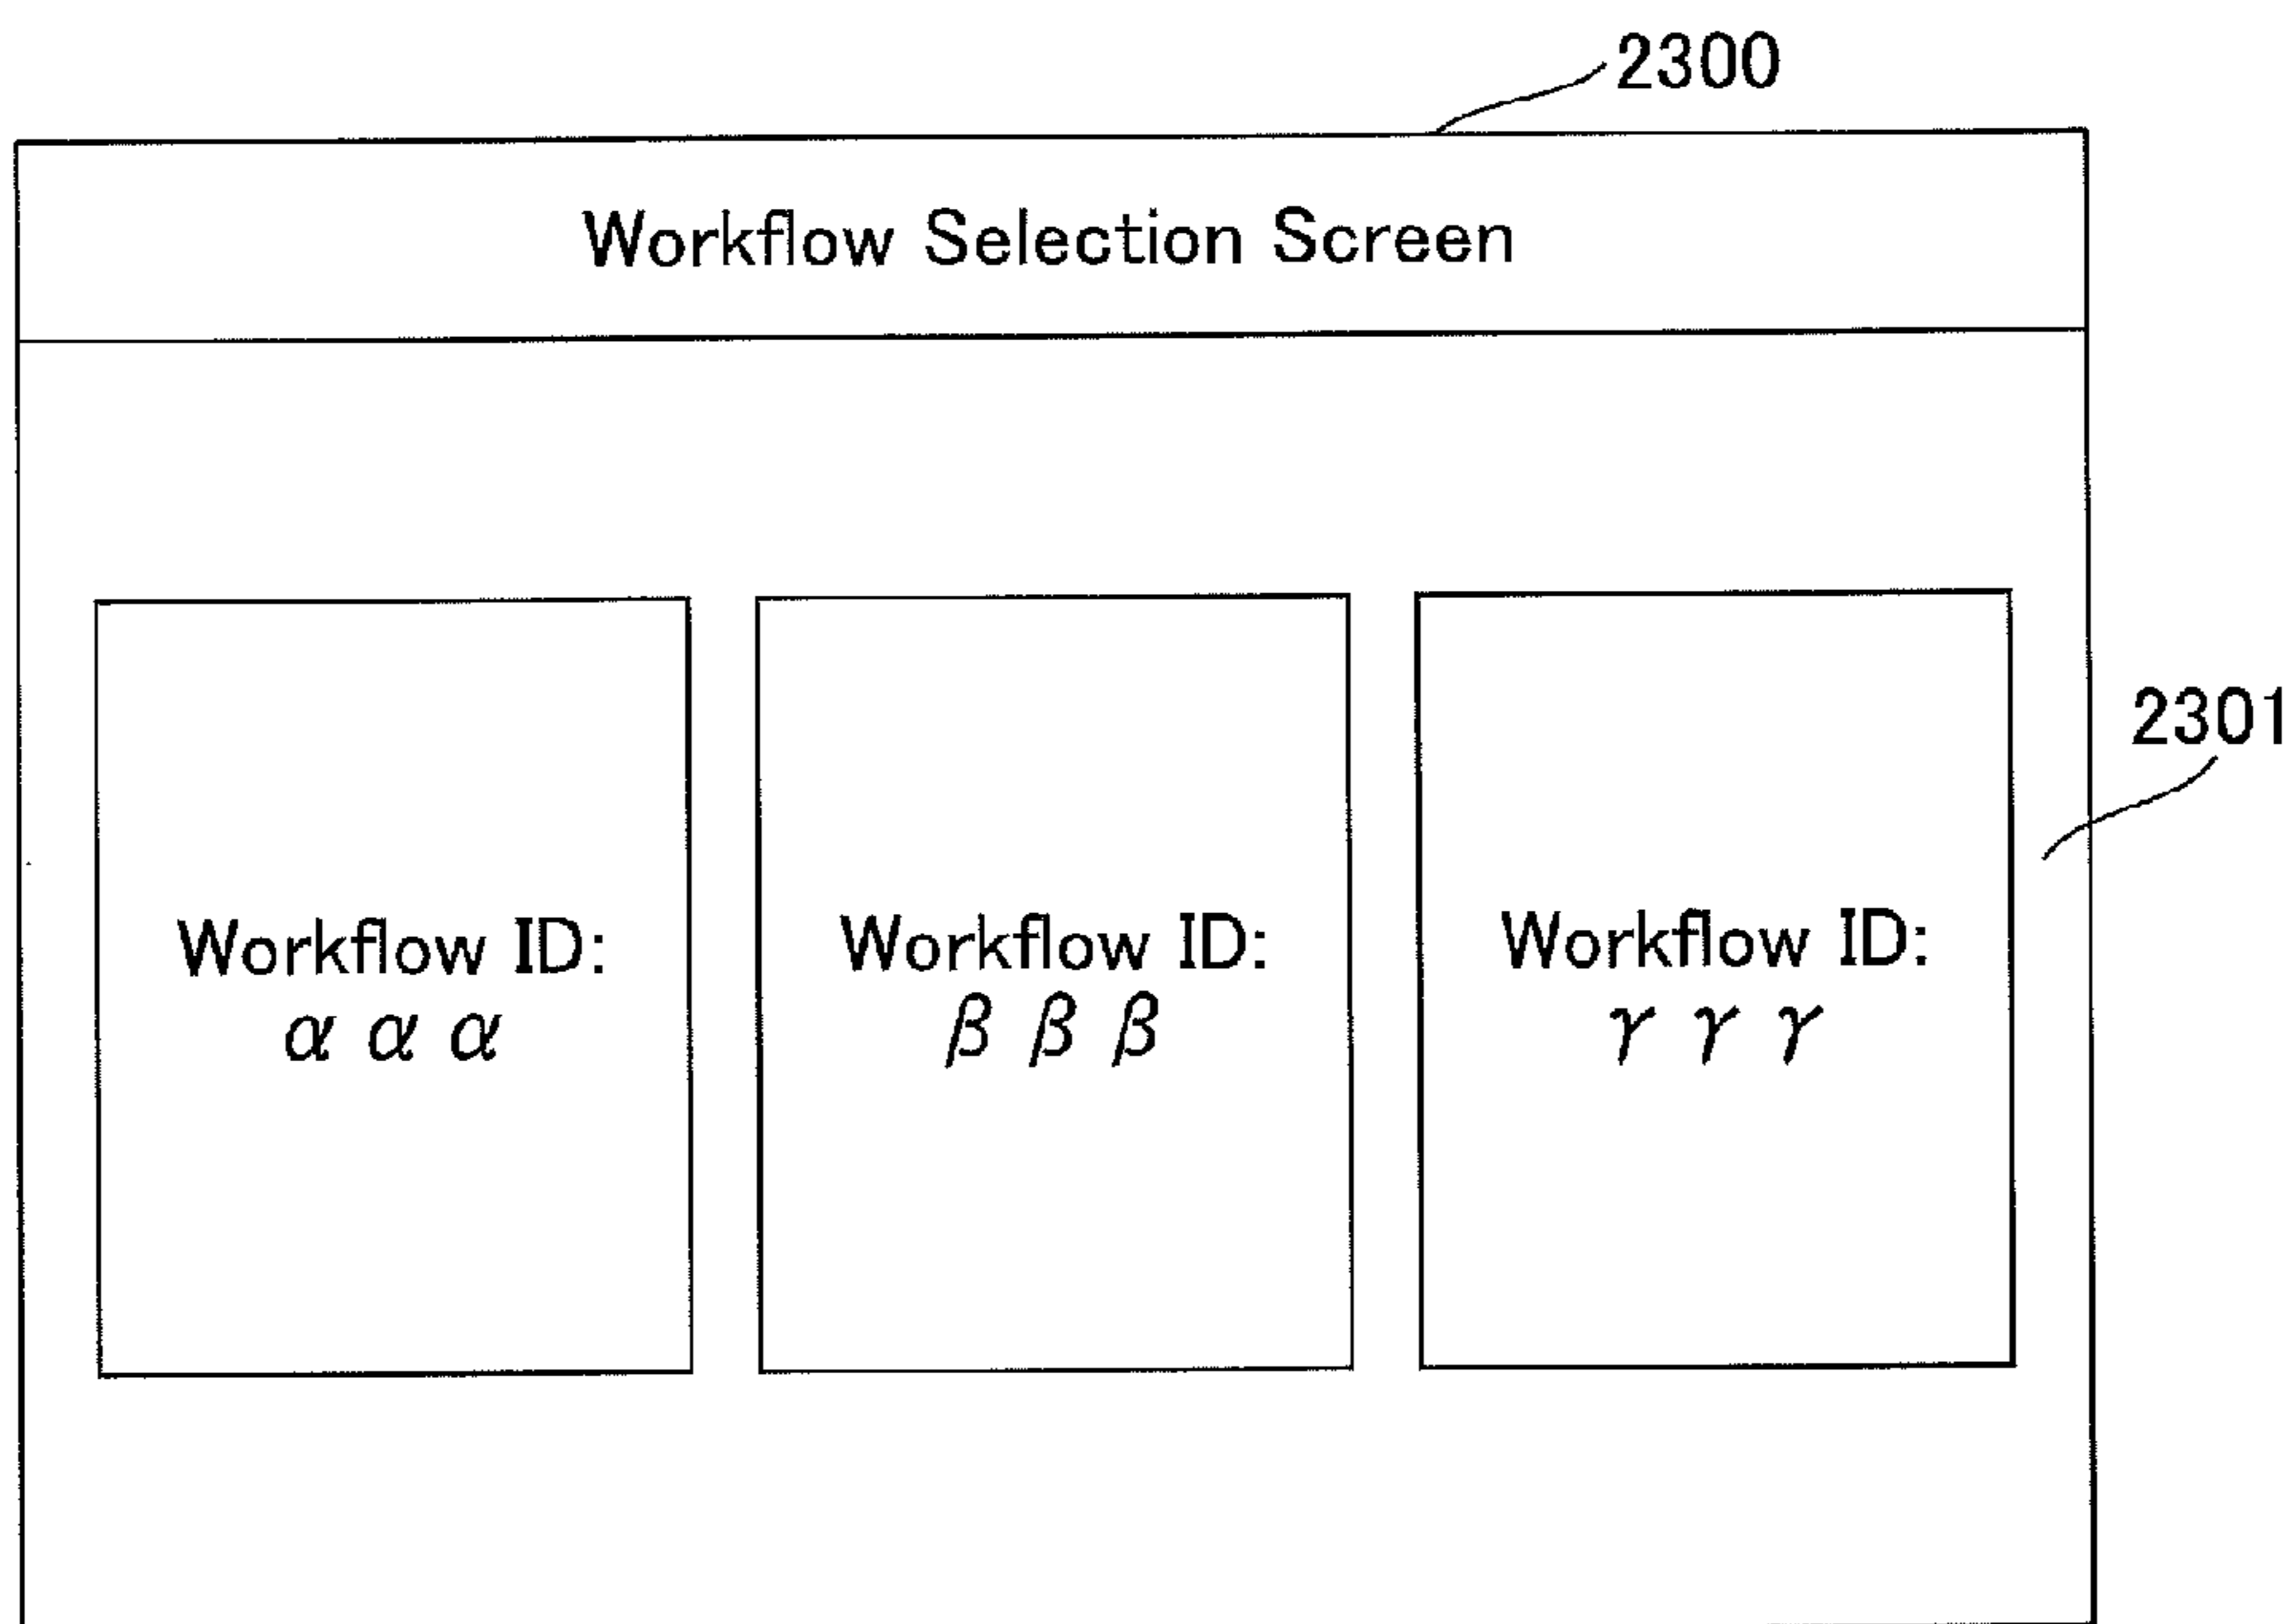 2300
Workflow Selection Screen
2301
Workflow ID:
α α α
Workflow ID:
β β β
Workflow ID:
γ γ γ